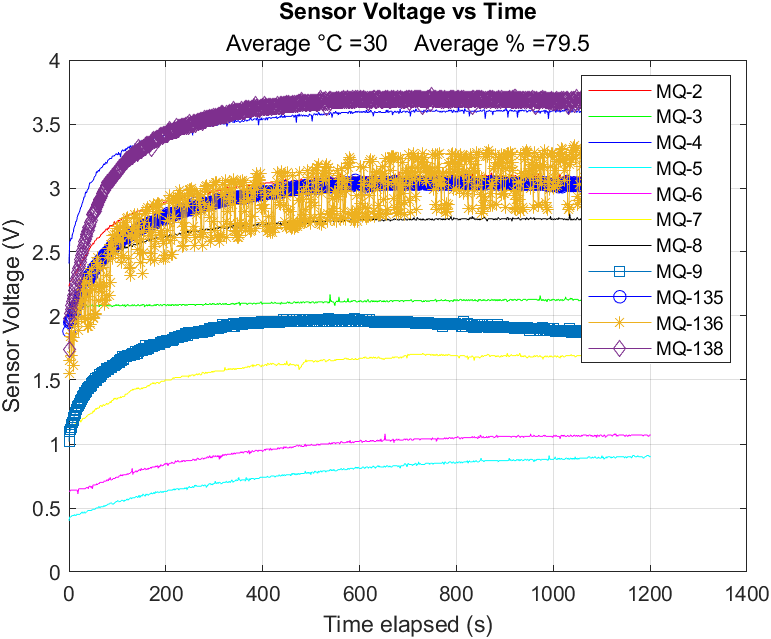 Sensor Voltage vs Time
Average °C =30 Average % =79.5
Sensor Voltage (V)
4
3.5
3
2.5
2
1.5
1
0.5
0
0 200 400 600 800 1000 1200 1400
Time elapsed (s)
MQ-2
MQ-3
MQ-4
MQ-5
MQ-6
MQ-7
MQ-8
MQ-9
MQ-135
MQ-136
MQ-138